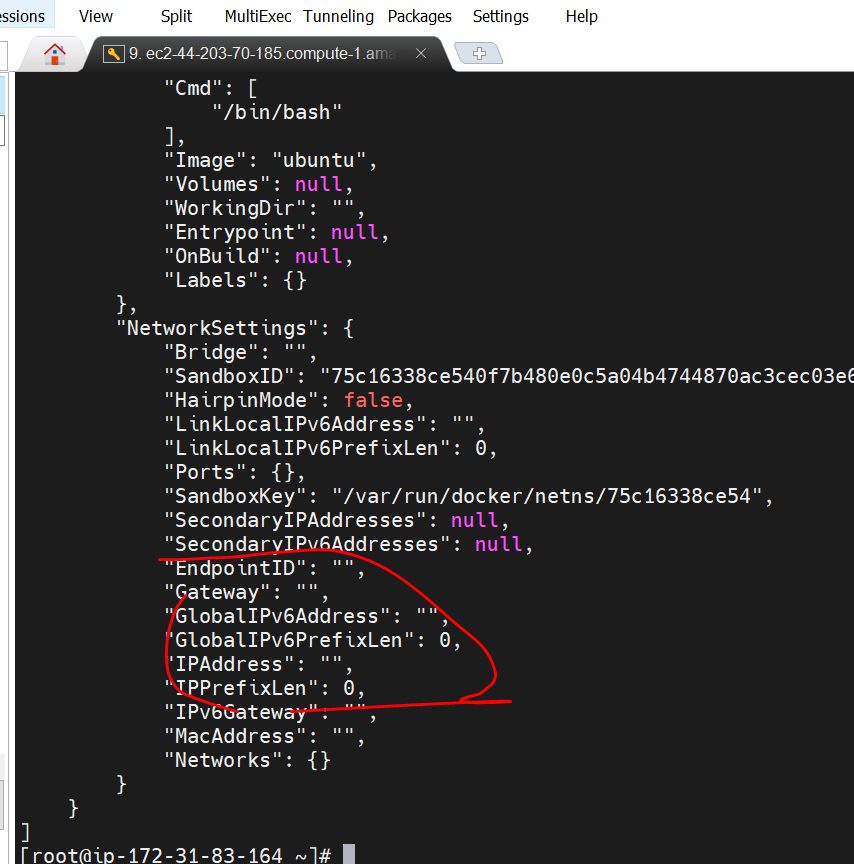 essions View Split MultiExec Tunneling Packages Settings Help
9. ec2-44-203-70-185.compute-1.ama
"Cmd": [
"/bin/bash"
],
"Image": "ubuntu",
"Volumes": null,
"WorkingDir": "",
"Entrypoint": null,
"OnBuild": null,
"Labels": {}
},
"NetworkSettings": {
"Bridge": "",
"SandboxID": "75c16338ce540f7b480e0c5a04b4744870ac3cec03e6
"HairpinMode": false,
"LinkLocalIPv6Address": "",
"LinkLocalIPv6PrefixLen": 0,
"Ports": {},
"SandboxKey": "/var/run/docker/netns/75c16338ce54",
"SecondaryIPAddresses": null,
"SecondaryIPv6Addresses": null,
"EndpointID": "",
"Gateway": "",
"GlobalIPv6Address": "",
"GlobalIPv6PrefixLen": 0,
"IPAddress": "",
"IPPrefixLen": 0,
"IPv6Gateway": "",
"MacAddress": "",
"Networks": {}
}
}
]
[root@ip-172-31-83-164 ~]#